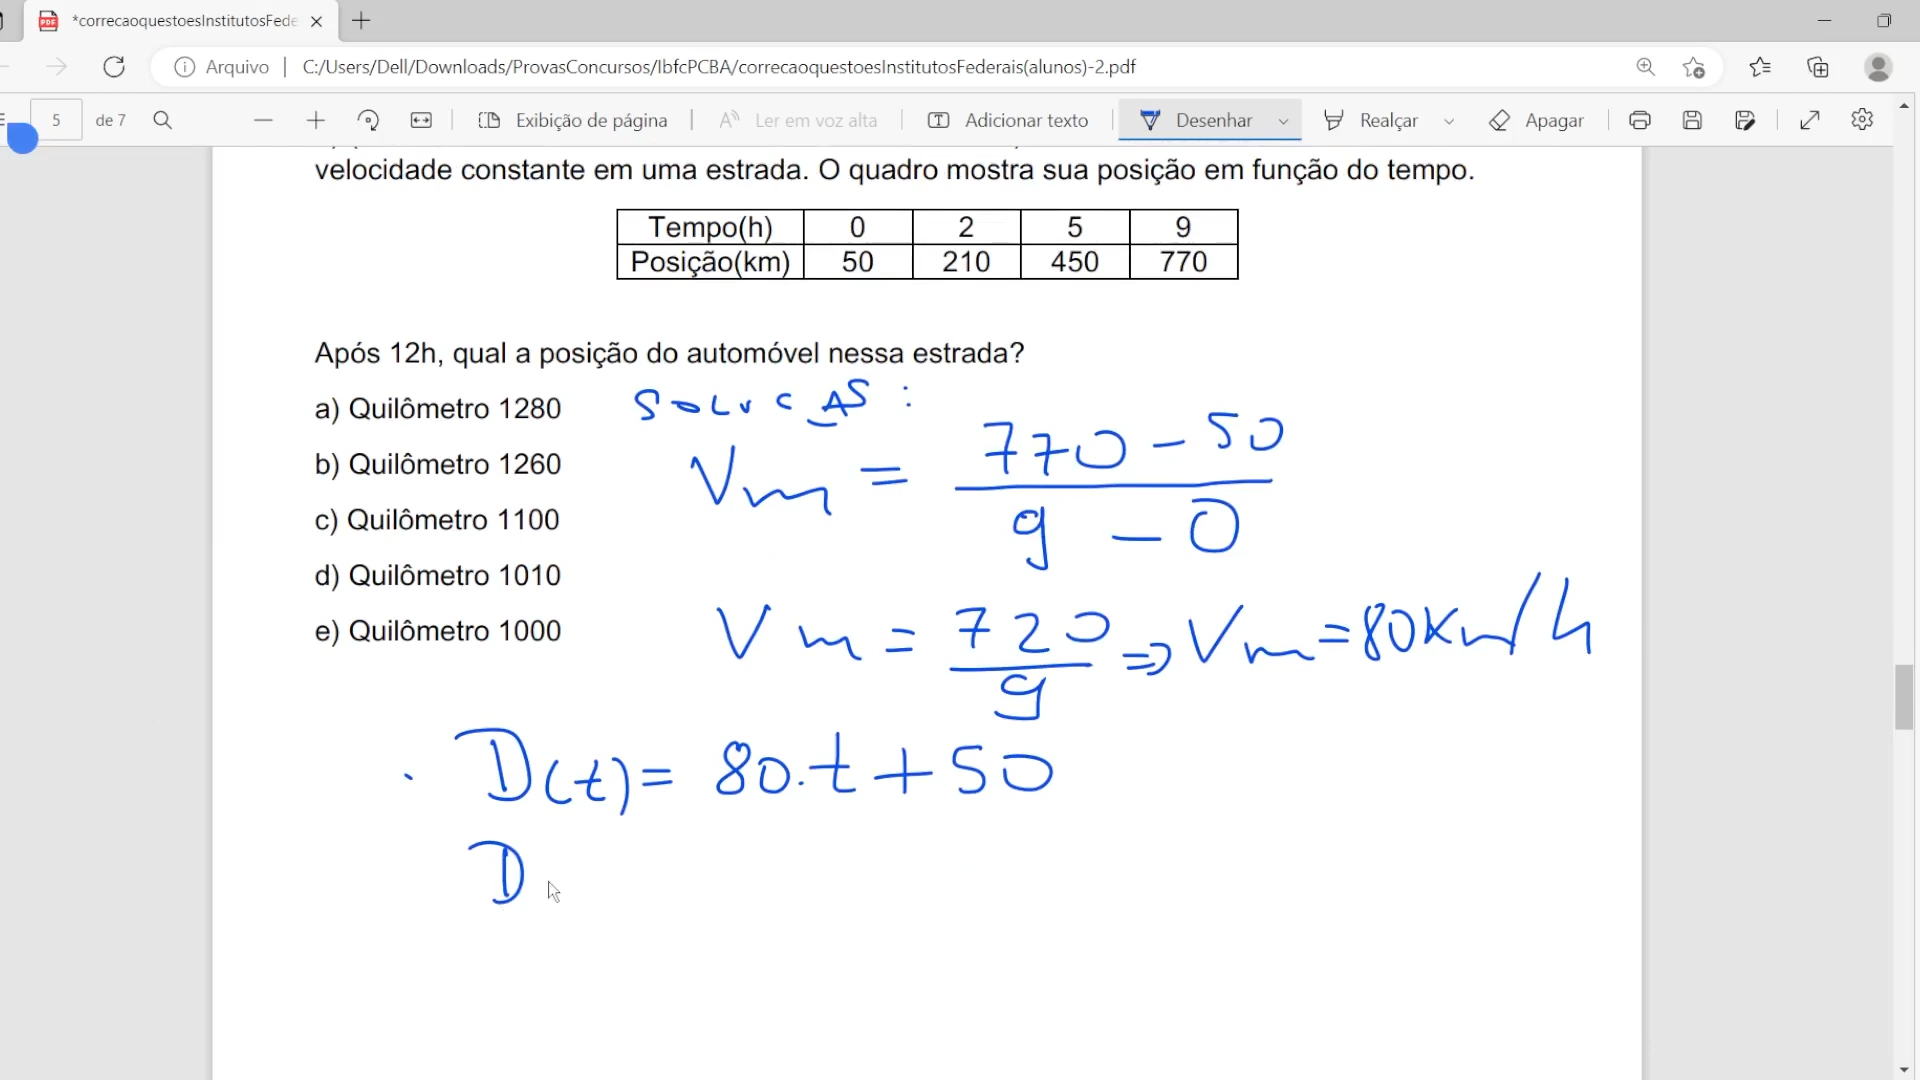 *correcaoquestoesInstitutosFede
Arquivo | C:/Users/Dell/Downloads/ProvasConcursos/IbfcPCBA/correcaoquestoesInstitutosFederais(alunos)-2.pdf
5 de 7 Exibição de página Ler em voz alta Adicionar texto Desenhar Realçar Apagar
velocidade constante em uma estrada. O quadro mostra sua posição em função do tempo.
Tempo(h) 0 2 5 9
Posição(km) 50 210 450 770
Após 12h, qual a posição do automóvel nessa estrada?
a) Quilômetro 1280
b) Quilômetro 1260
c) Quilômetro 1100
d) Quilômetro 1010
e) Quilômetro 1000
Vm = 770 - 50
9 - 0
Vm = 720 => Vm = 80 Km/h
9
D(t) = 80.t + 50
D